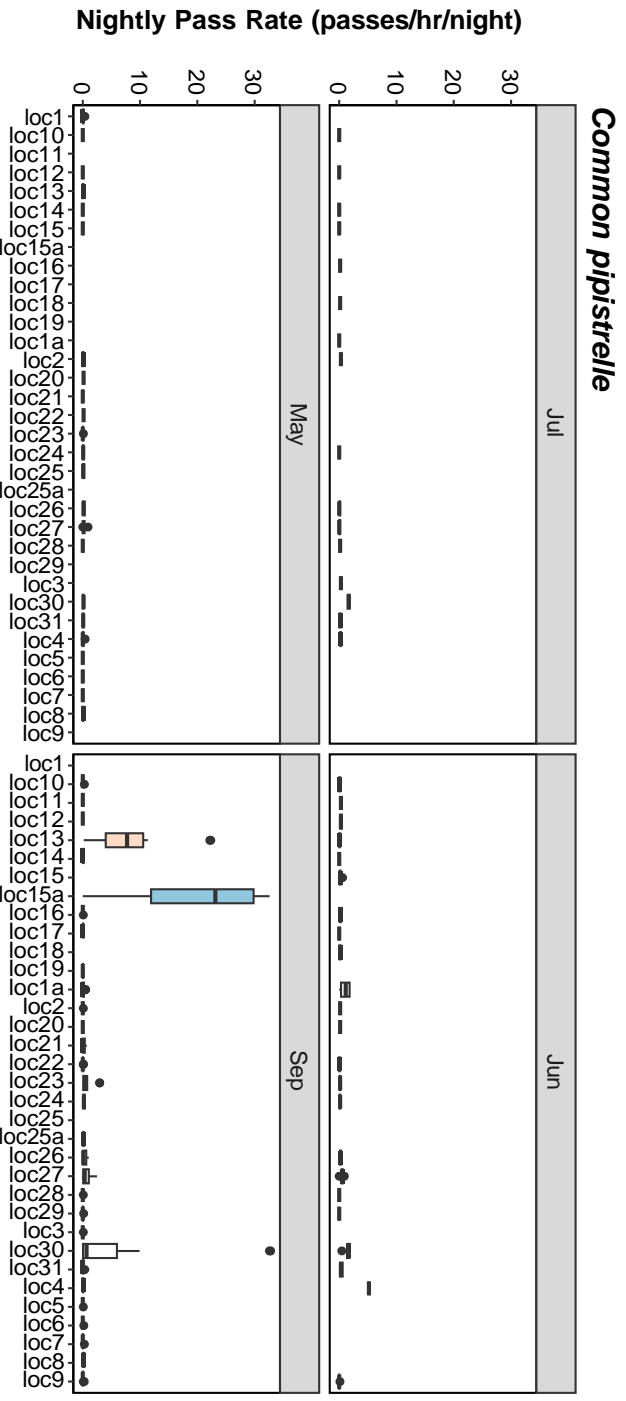 Common pipistrelle
Jul
Jun
30
20
10
0
May
Sep
30
20
10
0
Nightly Pass Rate (passes/hr/night)
loc1
loc10
loc11
loc12
loc13
loc14
loc15
loc15a
loc16
loc17
loc18
loc19
loc1a
loc2
loc20
loc21
loc22
loc23
loc24
loc25
loc25a
loc26
loc27
loc28
loc29
loc3
loc30
loc31
loc4
loc5
loc6
loc7
loc8
loc9
loc1
loc10
loc11
loc12
loc13
loc14
loc15
loc15a
loc16
loc17
loc18
loc19
loc1a
loc2
loc20
loc21
loc22
loc23
loc24
loc25
loc25a
loc26
loc27
loc28
loc29
loc3
loc30
loc31
loc4
loc5
loc6
loc7
loc8
loc9